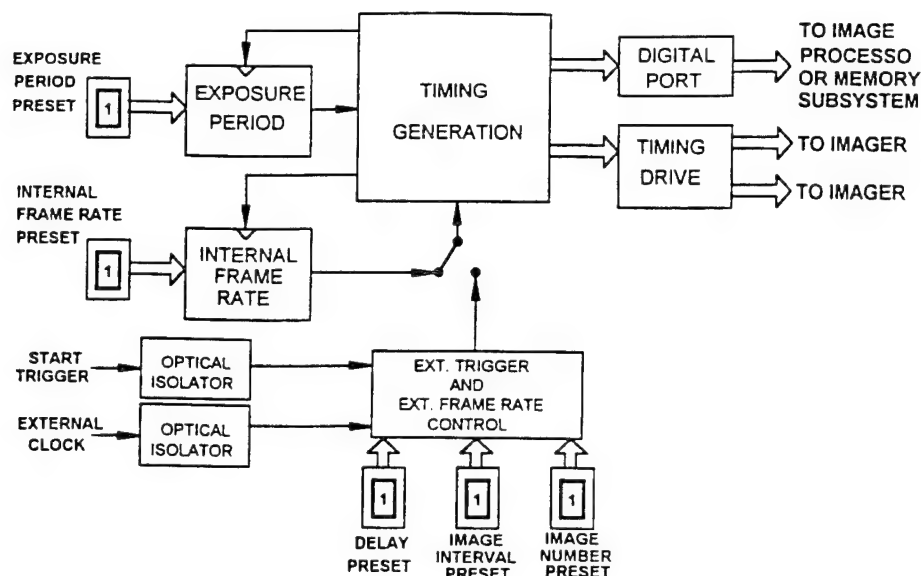 EXPOSURE
PERIOD
PRESET
1
EXPOSURE
PERIOD
TIMING
GENERATION
DIGITAL
PORT
TO IMAGE
PROCESSO
OR MEMORY
SUBSYSTEM
TIMING
DRIVE
TO IMAGER
TO IMAGER
INTERNAL
FRAME RATE
PRESET
1
INTERNAL
FRAME
RATE
START
TRIGGER
OPTICAL
ISOLATOR
EXTERNAL
CLOCK
OPTICAL
ISOLATOR
EXT. TRIGGER
AND
EXT. FRAME RATE
CONTROL
1
1
1
DELAY
PRESET
IMAGE
INTERVAL
PRESET
IMAGE
NUMBER
PRESET